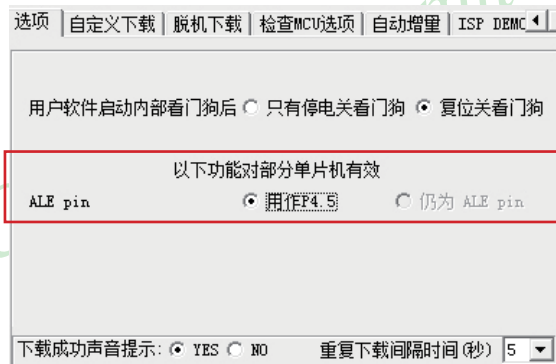 选项 自定义下载 脱机下载 检查MCU选项 自动增量 ISP DEMO
用户软件启动内部看门狗后 只有停电关看门狗 复位关看门狗
以下功能对部分单片机有效
ALE pin 用作P4.5 仍为 ALE pin
下载成功声音提示: YES NO 重复下载间隔时间(秒) 5